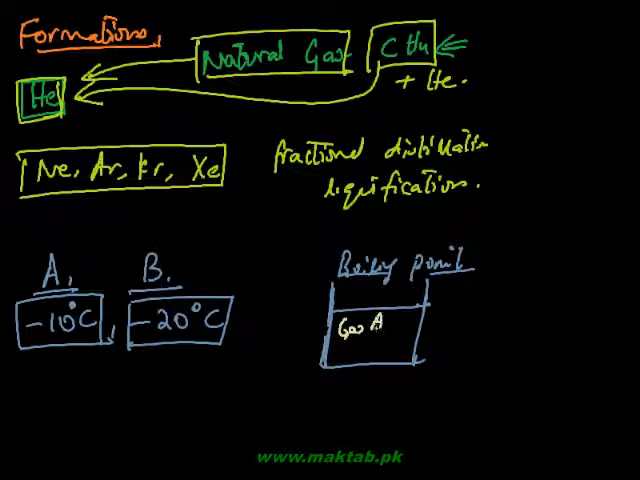 Formations,
Natural Gas CH4
+ He.
He
Ne, Ar, Kr, Xe
fractional distillation
liquifications.
A, B.
-10°C, -20°C
Boiling point
Gas A
www.maktab.pk